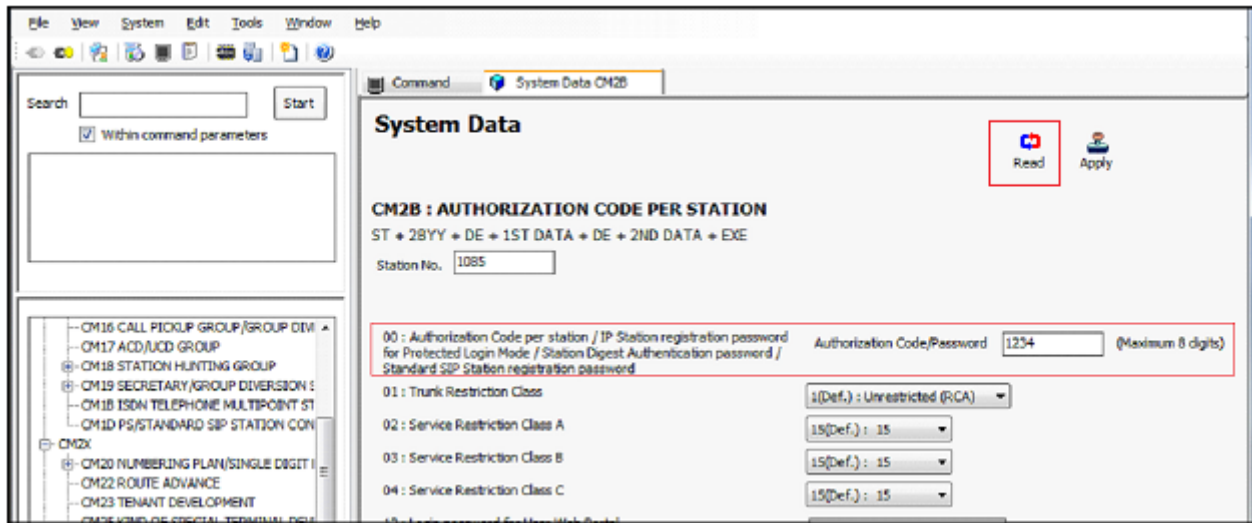 File View System Edit Tools Window Help
Search Start
Within command parameters
Command System Data CM2B
System Data
Read Apply
CM2B : AUTHORIZATION CODE PER STATION
ST + 2BYY + DE + 1ST DATA + DE + 2ND DATA + EXE
Station No. 1085
00 : Authorization Code per station / IP Station registration password
for Protected Login Mode / Station Digest Authentication password /
Standard SIP Station registration password
Authorization Code/Password 1234 (Maximum 8 digits)
01 : Trunk Restriction Class 1(Def.) : Unrestricted (RCA)
02 : Service Restriction Class A 15(Def.) : 15
03 : Service Restriction Class B 15(Def.) : 15
04 : Service Restriction Class C 15(Def.) : 15
CM16 CALL PICKUP GROUP/GROUP DIVI
CM17 ACD/UCD GROUP
CM18 STATION HUNTING GROUP
CM19 SECRETARY/GROUP DIVERSION S
CM1B ISDN TELEPHONE MULTIPOINT ST
CM1D PS/STANDARD SIP STATION CON
CM2X
CM20 NUMBERING PLAN/SINGLE DIGIT
CM22 ROUTE ADVANCE
CM23 TENANT DEVELOPMENT